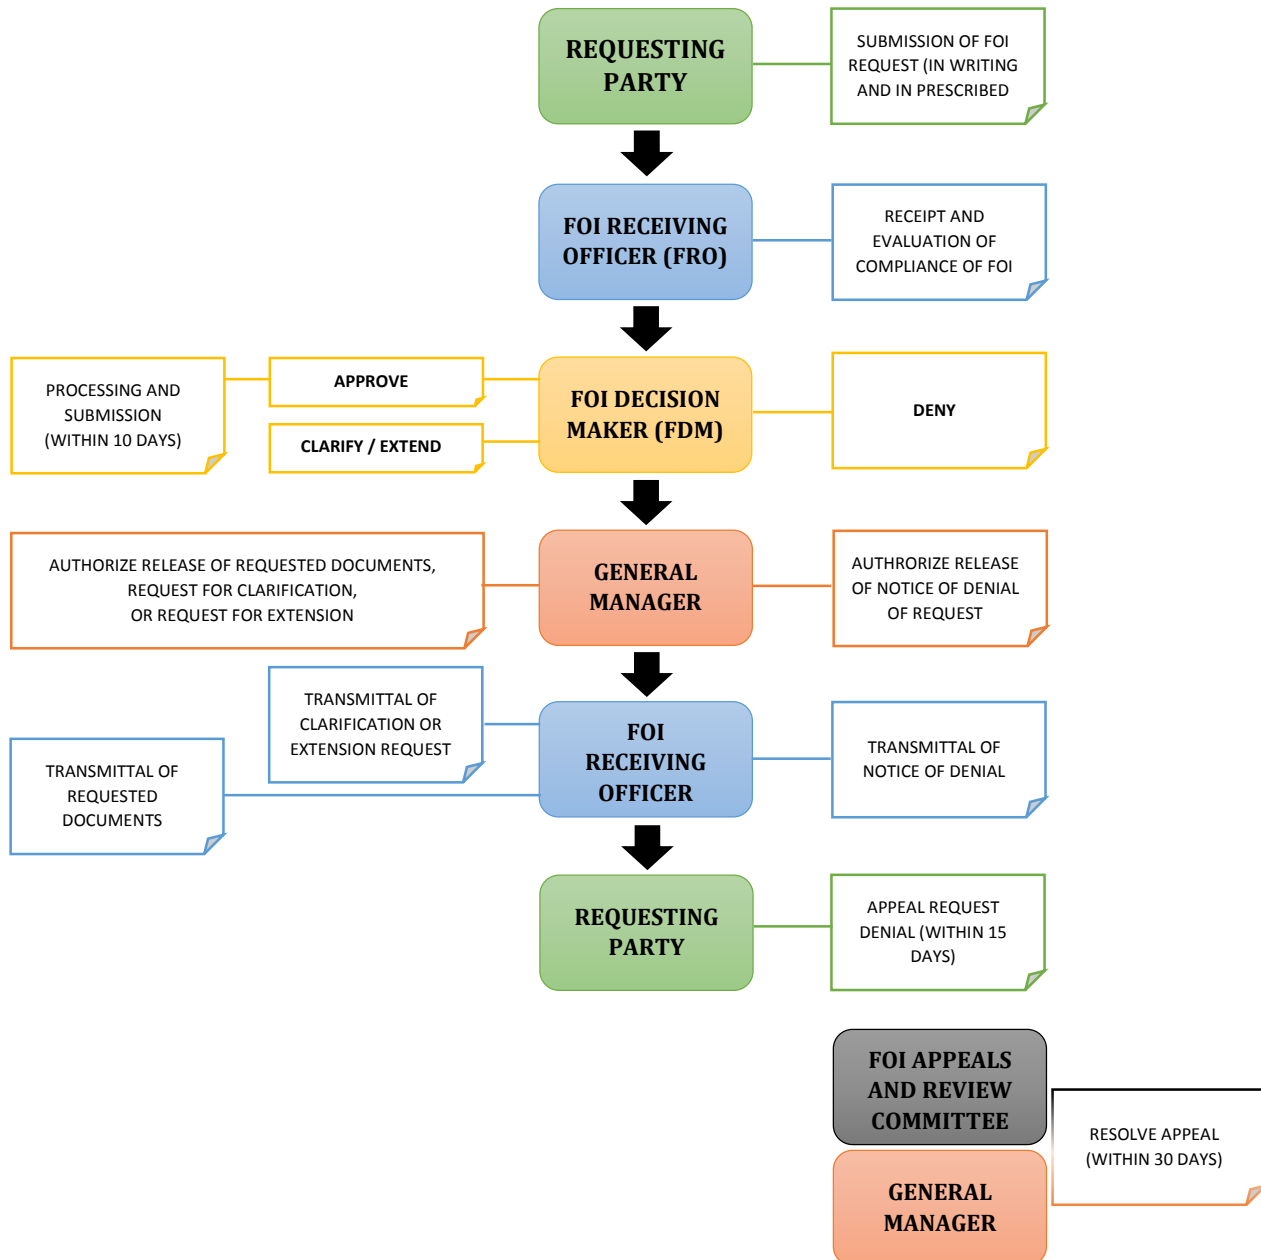 REQUESTING
PARTY
SUBMISSION OF FOI
REQUEST (IN WRITING
AND IN PRESCRIBED
FOI RECEIVING
OFFICER (FRO)
RECEIPT AND
EVALUATION OF
COMPLIANCE OF FOI
PROCESSING AND
SUBMISSION
(WITHIN 10 DAYS)
APPROVE
CLARIFY / EXTEND
FOI DECISION
MAKER (FDM)
DENY
AUTHORIZE RELEASE OF REQUESTED DOCUMENTS,
REQUEST FOR CLARIFICATION,
OR REQUEST FOR EXTENSION
GENERAL
MANAGER
AUTHRORIZE RELEASE
OF NOTICE OF DENIAL
OF REQUEST
TRANSMITTAL OF
CLARIFICATION OR
EXTENSION REQUEST
TRANSMITTAL OF
REQUESTED
DOCUMENTS
FOI
RECEIVING
OFFICER
TRANSMITTAL OF
NOTICE OF DENIAL
REQUESTING
PARTY
APPEAL REQUEST
DENIAL (WITHIN 15
DAYS)
FOI APPEALS
AND REVIEW
COMMITTEE
GENERAL
MANAGER
RESOLVE APPEAL
(WITHIN 30 DAYS)